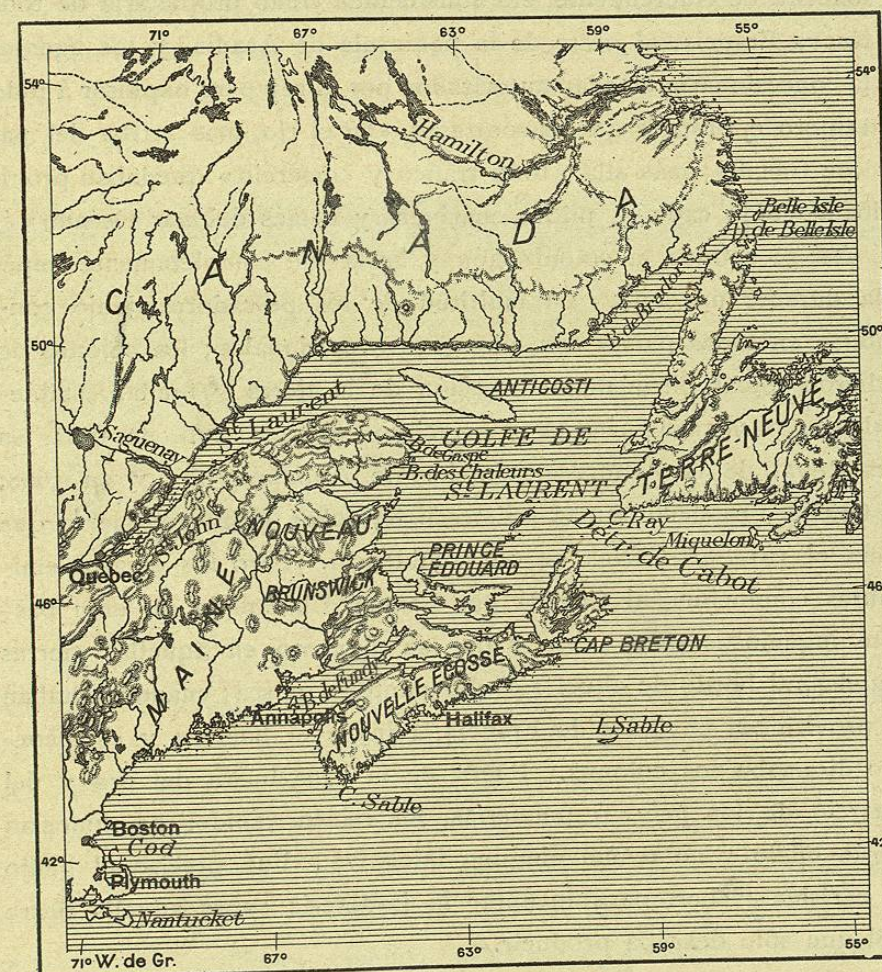 71° 67° 63° 59° 55°
54° 54°
Hamilton
CANADA
Belle Isle
D. de Belle Isle
B. de Brador
50° 50°
ANTICOSTI
St. Laurent
Saguenay
B. de Gaspe
GOLFE DE
St. LAURENT
B. des Chaleurs
TERRE-NEUVE
C. Ray
Miquelon
Detr. de Cabot
St. John
NOUVEAU
BRUNSWICK
PRINCE
EDOUARD
Quebec
46° 46°
MAINE
CAP BRETON
B. de Fundy
Annapolis
NOUVELLE ECOSSE
Halifax
I. Sable
C. Sable
Boston
C. Cod
42° 42°
Plymouth
Nantucket
71° W. de Gr. 67° 63° 59° 55°